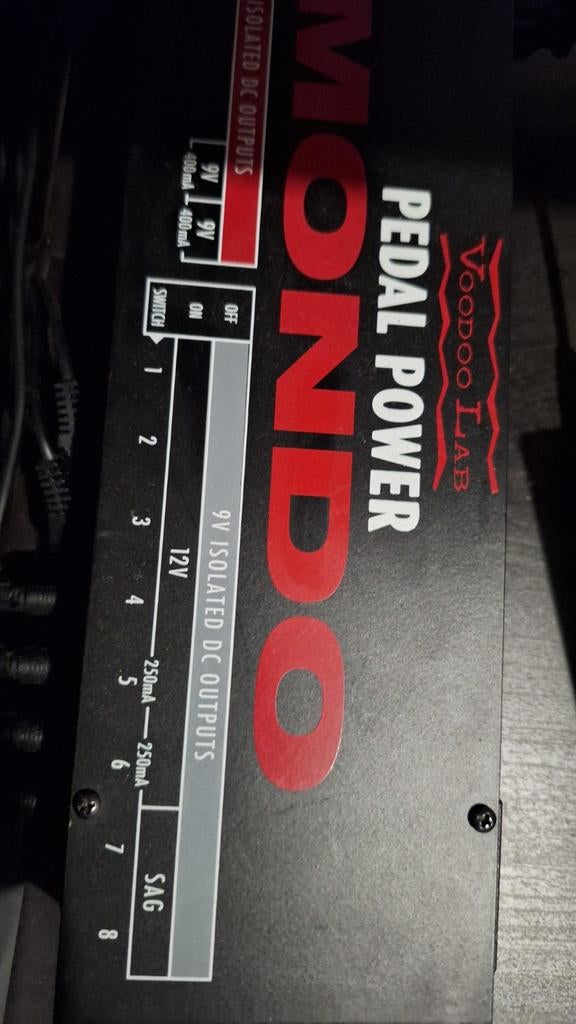 VOODOO LAB
PEDAL POWER
MONDO
ISOLATED DC OUTPUTS
9V 9V
400mA 400mA
OFF
ON
SWITCH
9V ISOLATED DC OUTPUTS
12V
SAG
250mA 250mA
1 2 3 4 5 6 7 8